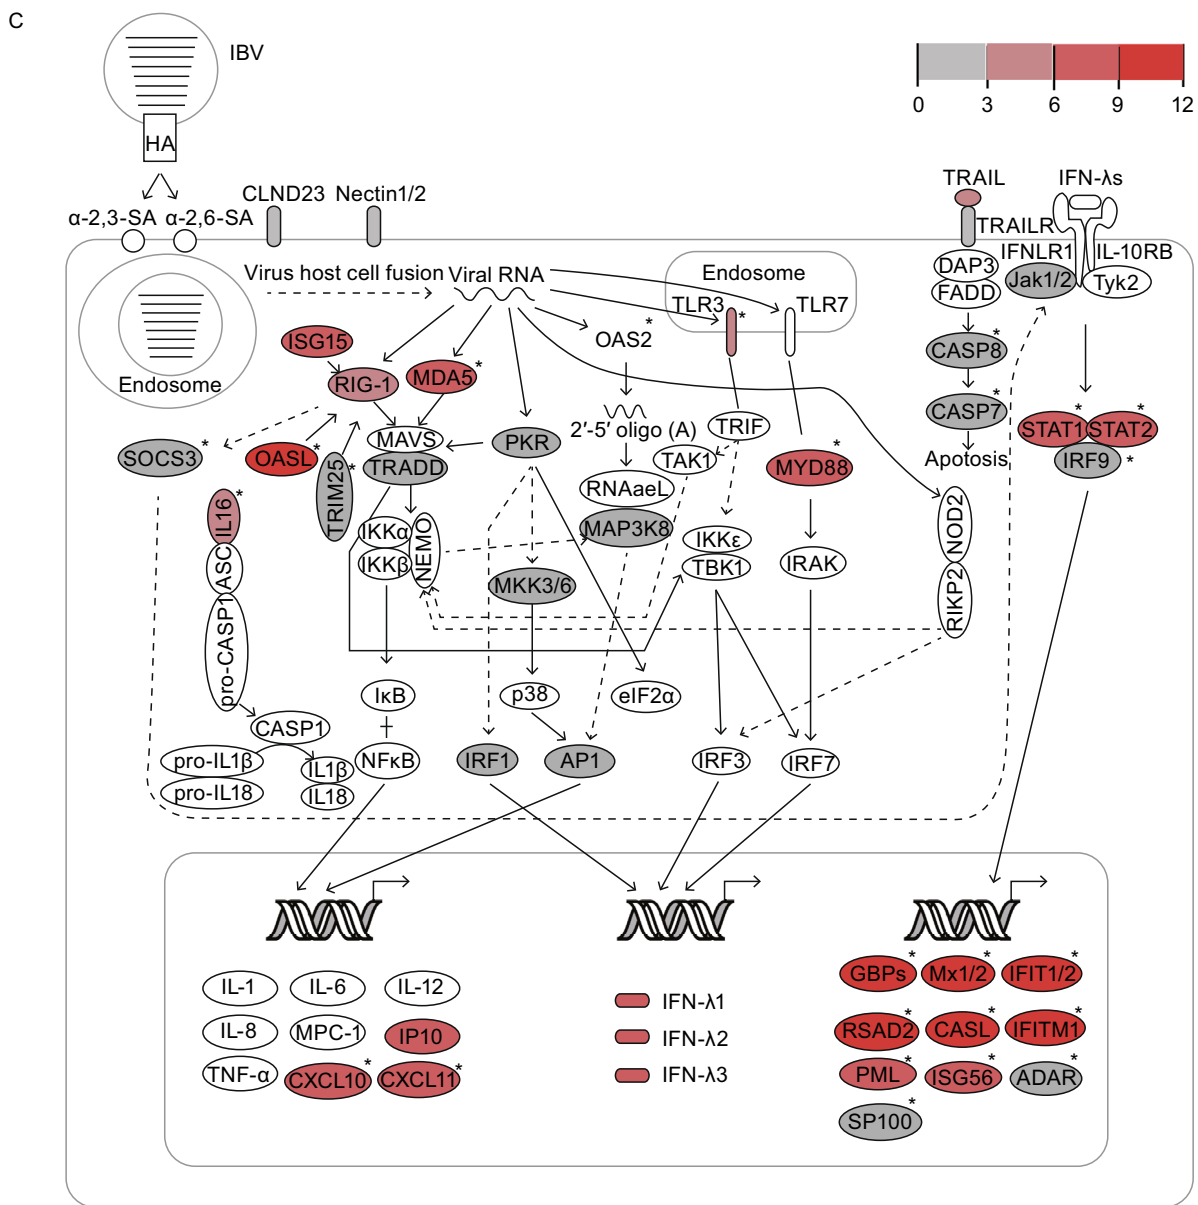 C
IBV
HA
0 3 6 9 12
α-2,3-SA α-2,6-SA
CLND23
Nectin1/2
TRAIL
TRAILR
IFN-λs
IFNLR1
IL-10RB
Jak1/2
Tyk2
DAP3
FADD
CASP8*
CASP7*
Apotosis
STAT1* STAT2*
IRF9 *
Virus host cell fusion
Viral RNA
Endosome
TLR3 *
TLR7
Endosome
ISG15
RIG-1
MDA5*
OAS2*
2′-5′ oligo (A)
RNAaeL
MAP3K8
TAK1
TRIF
MYD88*
SOCS3*
OASL*
TRIM25*
MAVS
TRADD
PKR
IL16*
ASC
pro-CASP1
IKKα
IKKβ
NEMO
MKK3/6
IKKε
TBK1
IRAK
NOD2
RIKP2
IκB
p38
eIF2α
CASP1
pro-IL1β
pro-IL18
IL1β
IL18
NFκB
IRF1
AP1
IRF3
IRF7
IL-1 IL-6 IL-12
IL-8 MPC-1 IP10
TNF-α CXCL10* CXCL11*
IFN-λ1
IFN-λ2
IFN-λ3
GBPs* Mx1/2* IFIT1/2*
RSAD2* CASL* IFITM1*
PML* ISG56* ADAR*
SP100*